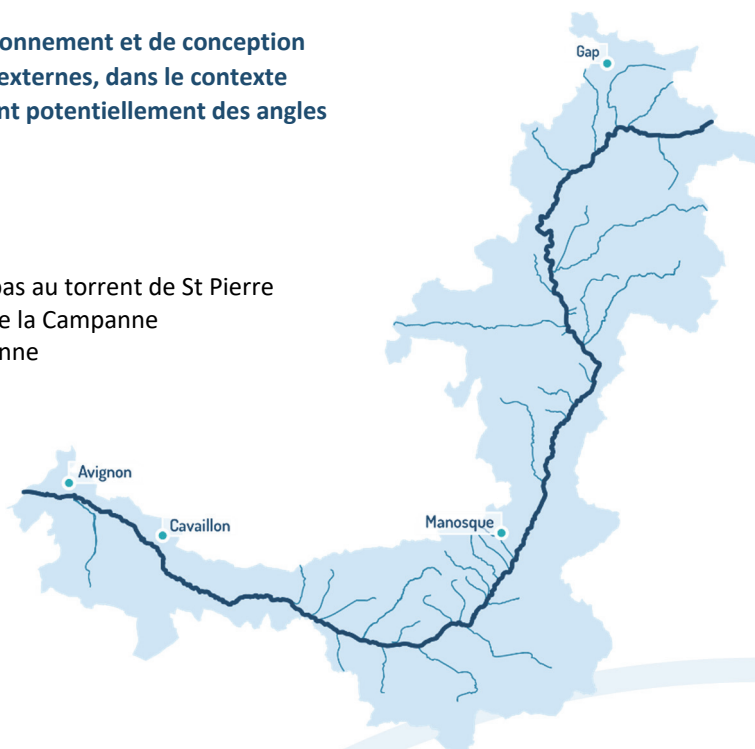 onnement et de conception
externes, dans le contexte
nt potentiellement des angles
Gap
pas au torrent de St Pierre
e la Campanne
nne
Avignon
Cavaillon
Manosque